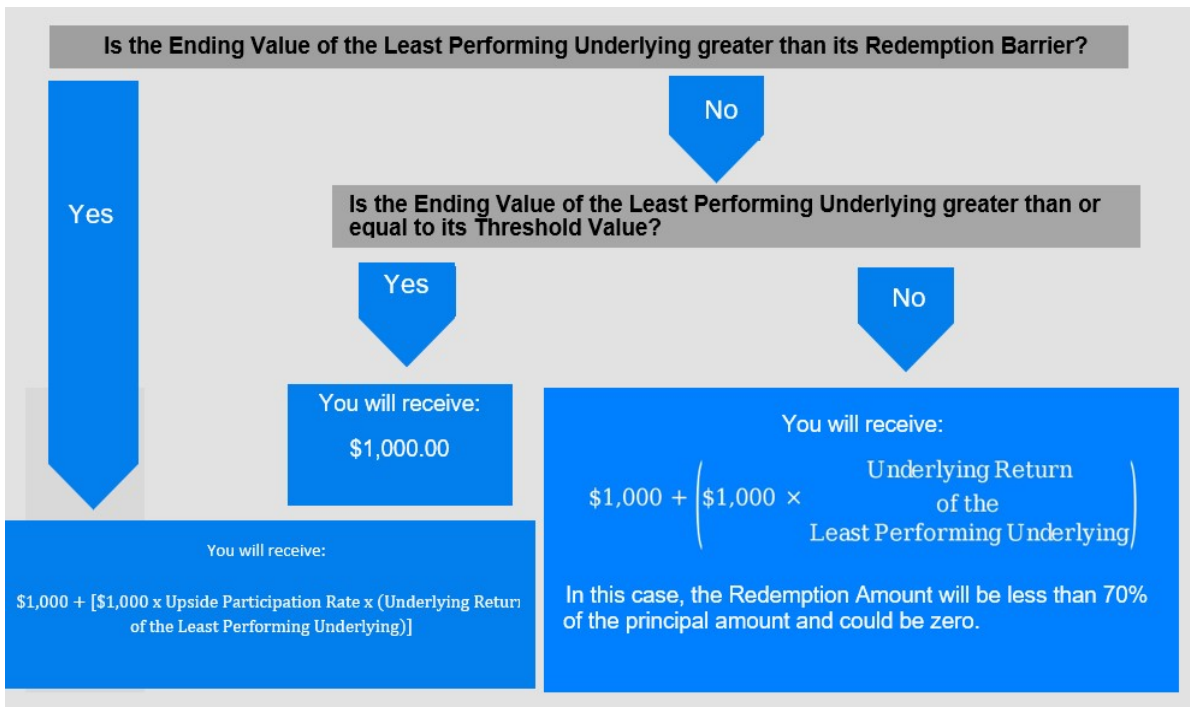 Is the Ending Value of the Least Performing Underlying greater than its Redemption Barrier?
Yes
No
Is the Ending Value of the Least Performing Underlying greater than or
equal to its Threshold Value?
Yes
No
You will receive:
$1,000.00
You will receive:
$1,000 + ($1,000 × Underlying Return
of the
Least Performing Underlying)
In this case, the Redemption Amount will be less than 70%
of the principal amount and could be zero.
You will receive:
$1,000 + [$1,000 x Upside Participation Rate x (Underlying Return
of the Least Performing Underlying)]